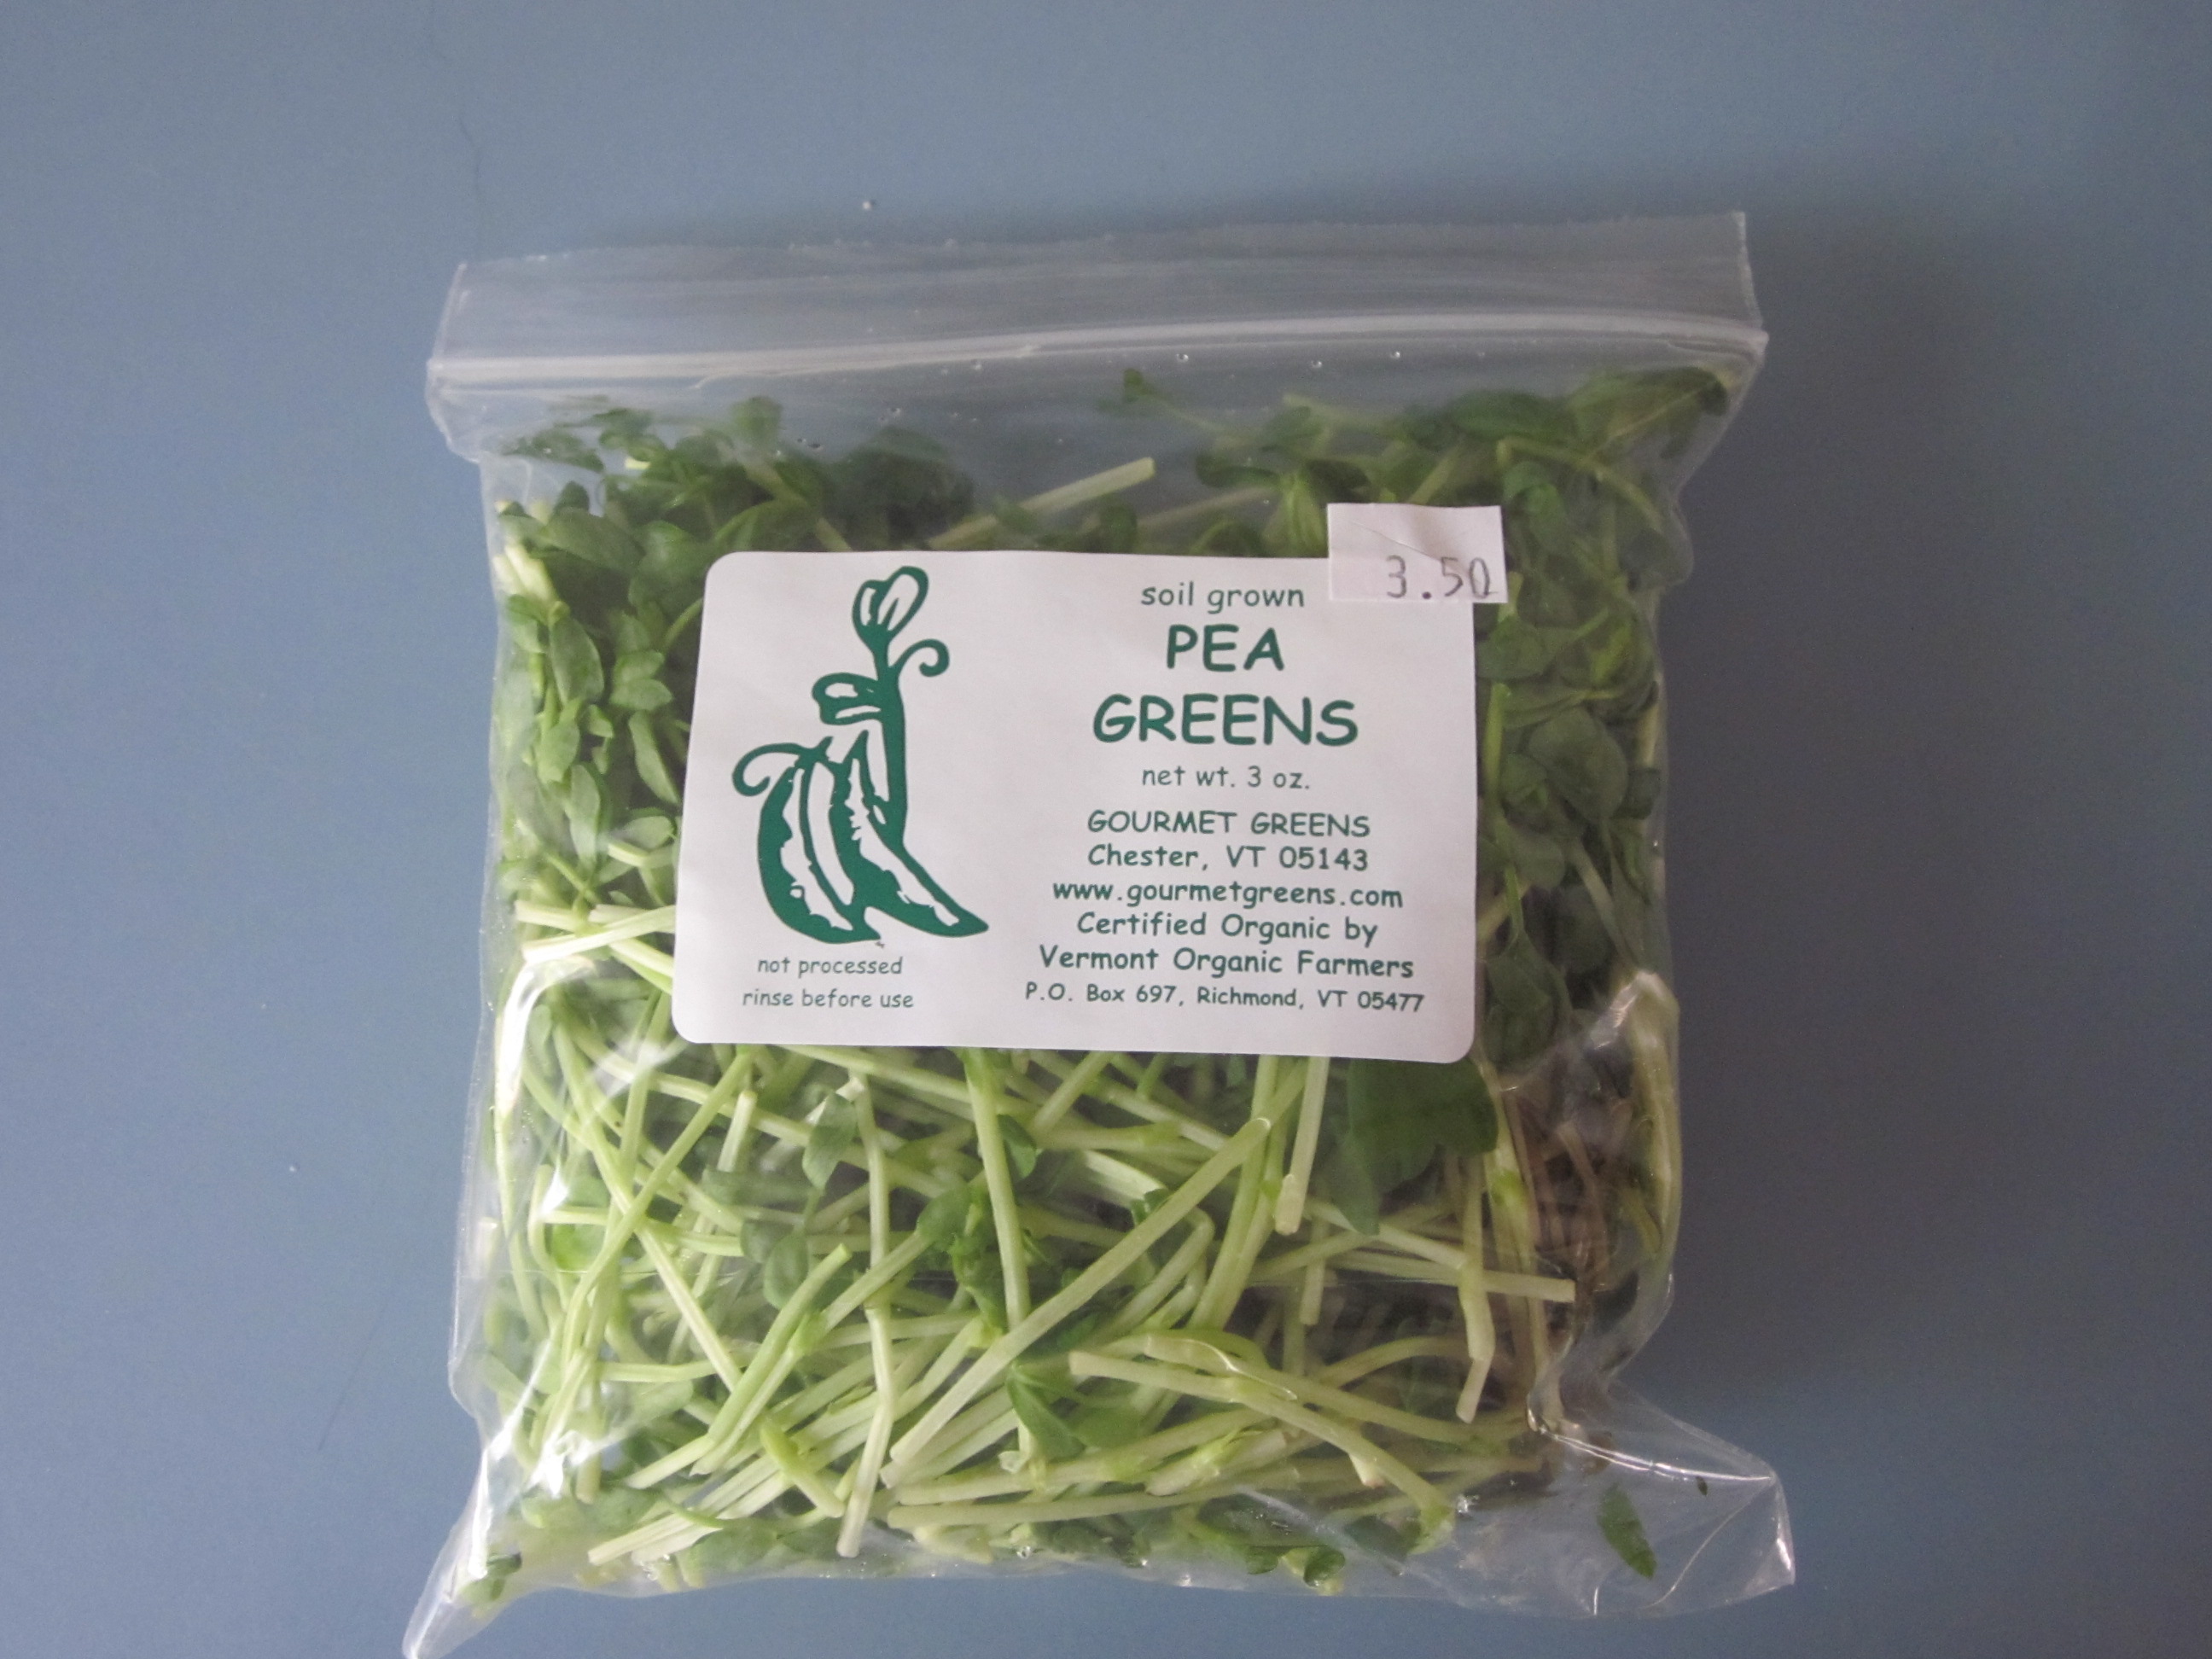 3.50
soil grown
PEA
GREENS
net wt. 3 oz.
GOURMET GREENS
Chester, VT 05143
www.gourmetgreens.com
Certified Organic by
Vermont Organic Farmers
P.O. Box 697, Richmond, VT 05477
not processed
rinse before use